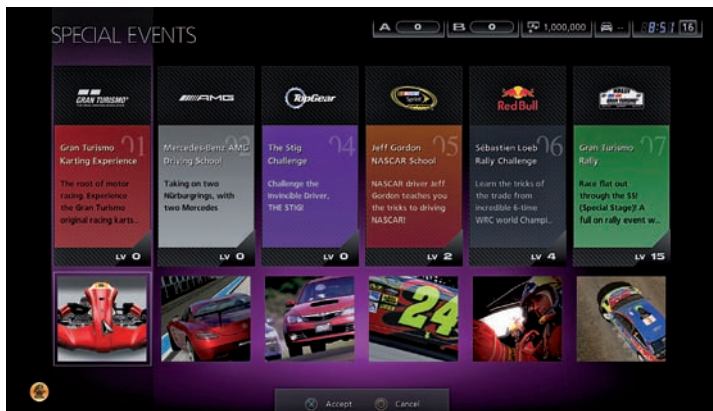 SPECIAL EVENTS
A 0
B 0
1,000,000
--
8:51
16
GRAN TURISMO
AMG
TopGear
NASCAR
Sprint
Red Bull
RALLY
01
Gran Turismo
Karting Experience
The root of motor
racing. Experience
the Gran Turismo
original racing karts..
LV 0
02
Mercedes-Benz AMG
Driving School
Taking on two
Nürburgrings, with
two Mercedes
LV 0
04
The Stig
Challenge
Challenge the
Invincible Driver,
THE STIG!
LV 0
05
Jeff Gordon
NASCAR School
NASCAR driver Jeff
Gordon teaches you
the tricks to driving
NASCAR!
LV 2
06
Sébastien Loeb
Rally Challenge
Learn the tricks of
the trade from
incredible 6-time
WRC world Champi..
LV 4
07
Gran Turismo
Rally
Race flat out
through the SS!
(Special Stage)! A
full on rally event w..
LV 15
24
Accept
Cancel